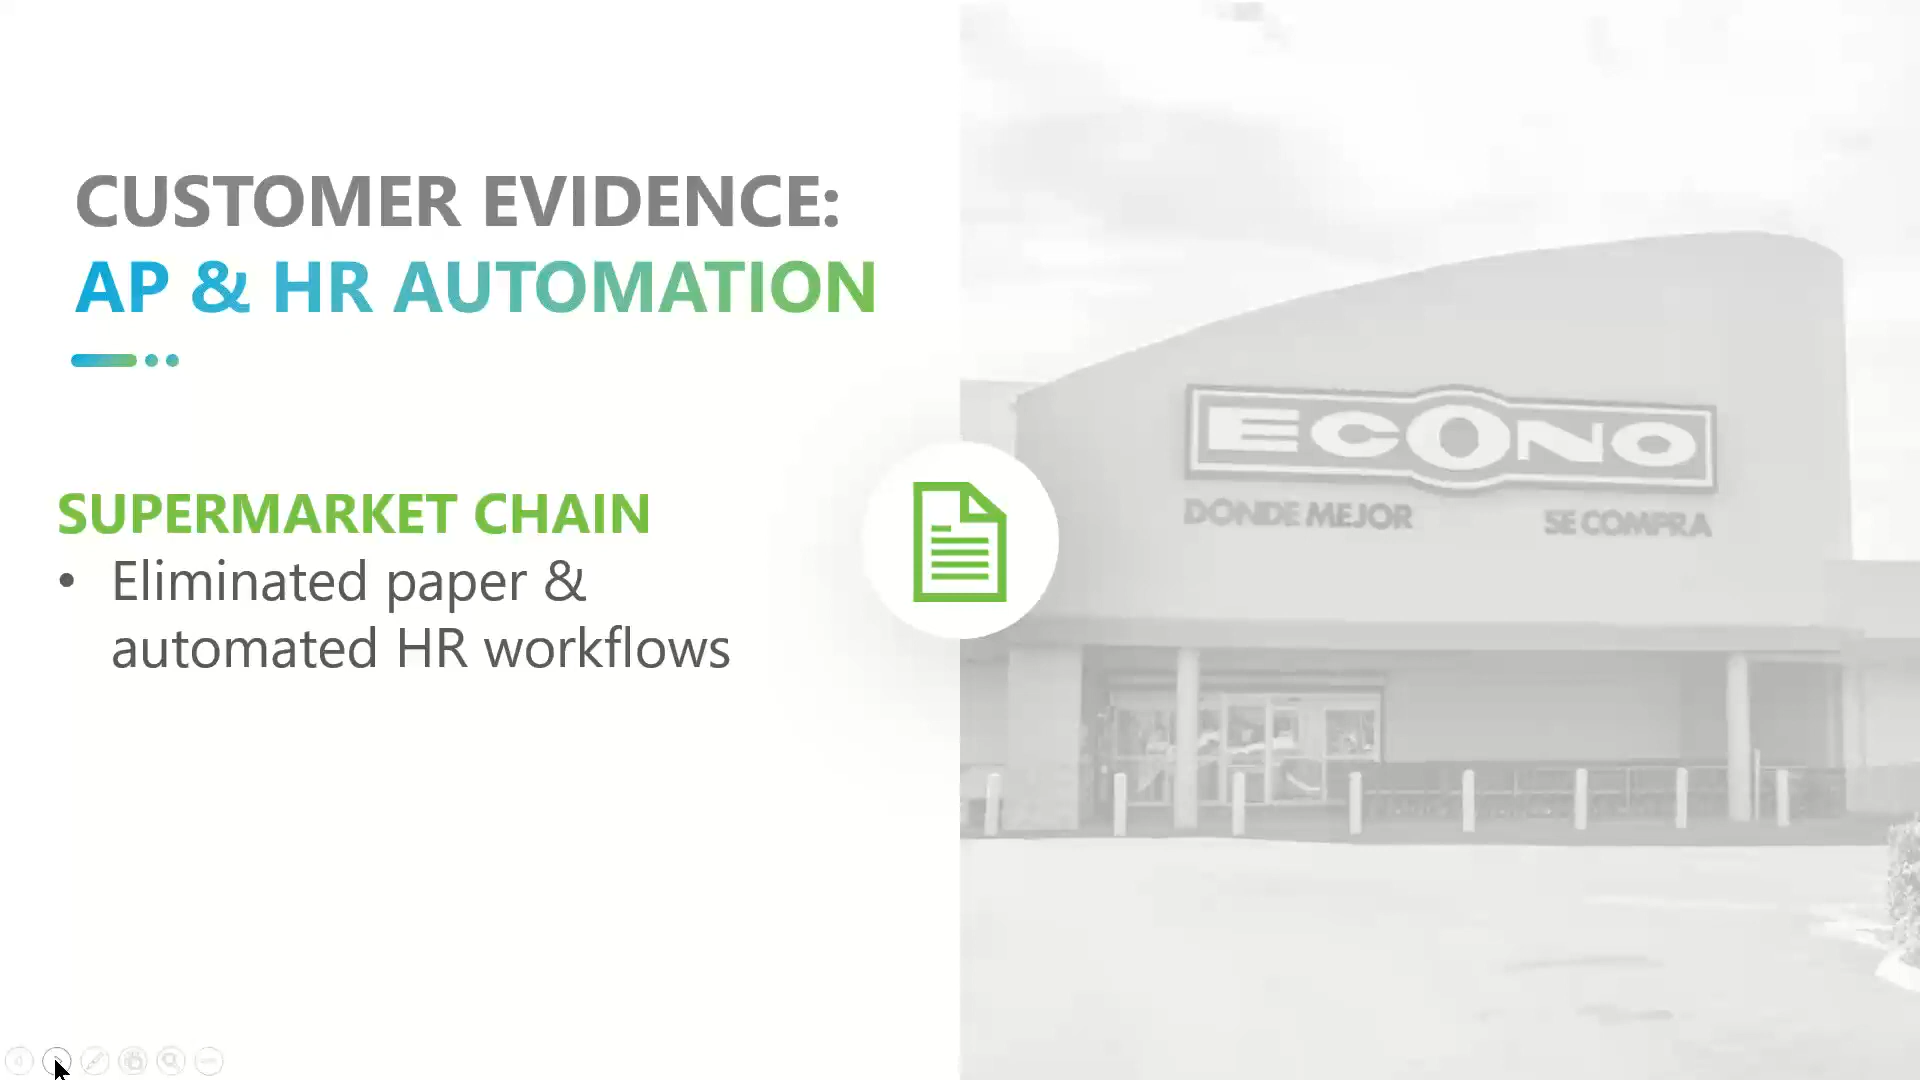 CUSTOMER EVIDENCE:
AP & HR AUTOMATION
SUPERMARKET CHAIN
• Eliminated paper &
automated HR workflows
ECONO
DONDE MEJOR SE COMPRA